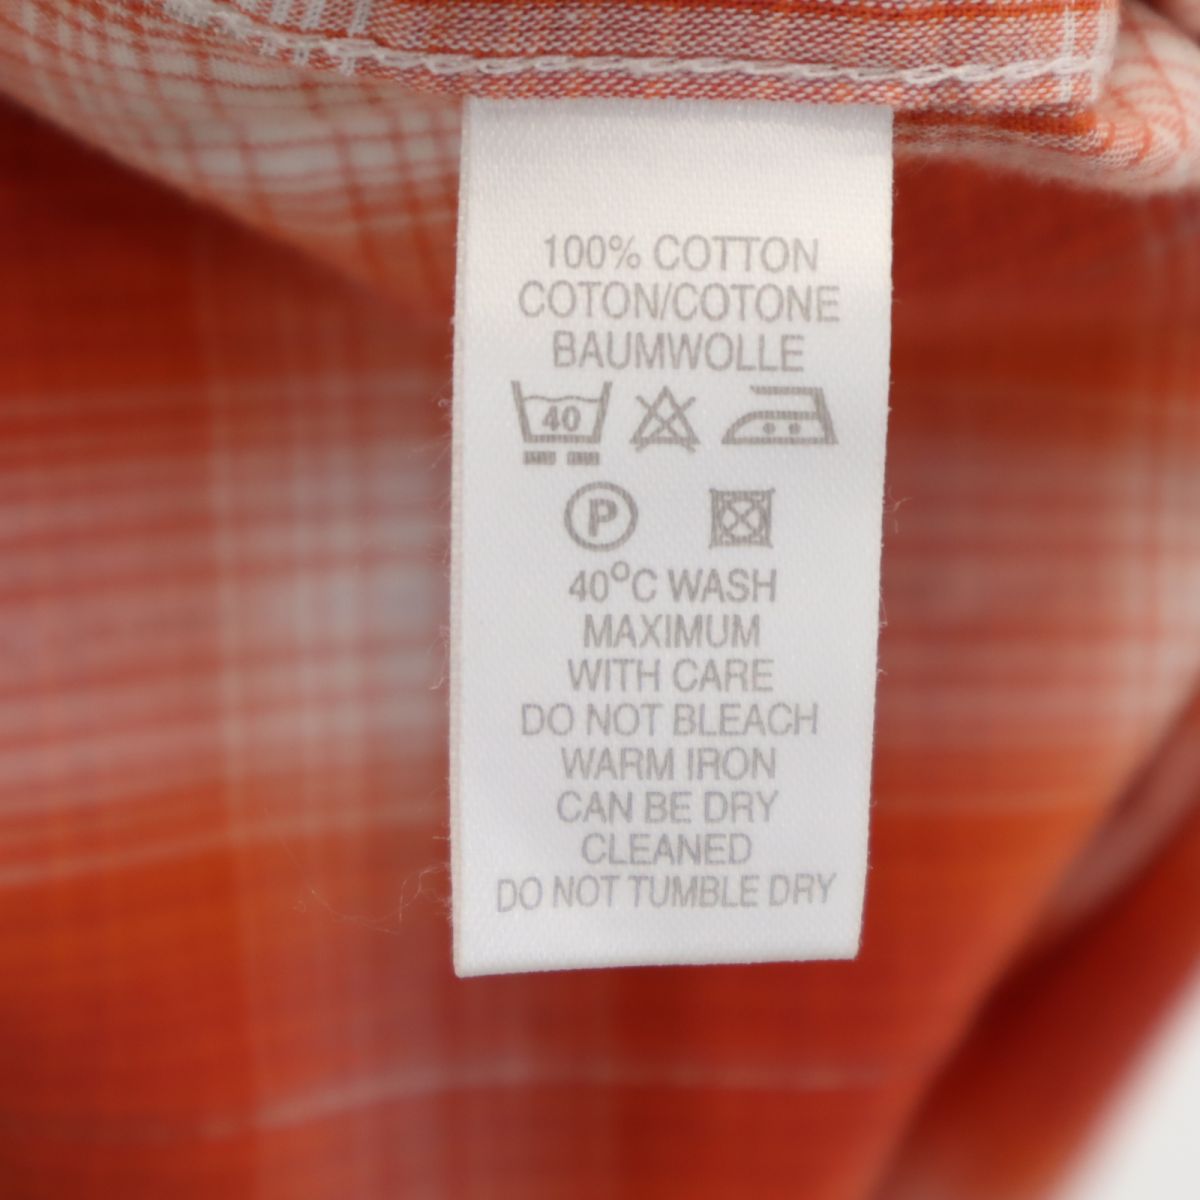 100% COTTON
COTON/COTONE
BAUMWOLLE
40
P
40°C WASH
MAXIMUM
WITH CARE
DO NOT BLEACH
WARM IRON
CAN BE DRY
CLEANED
DO NOT TUMBLE DRY